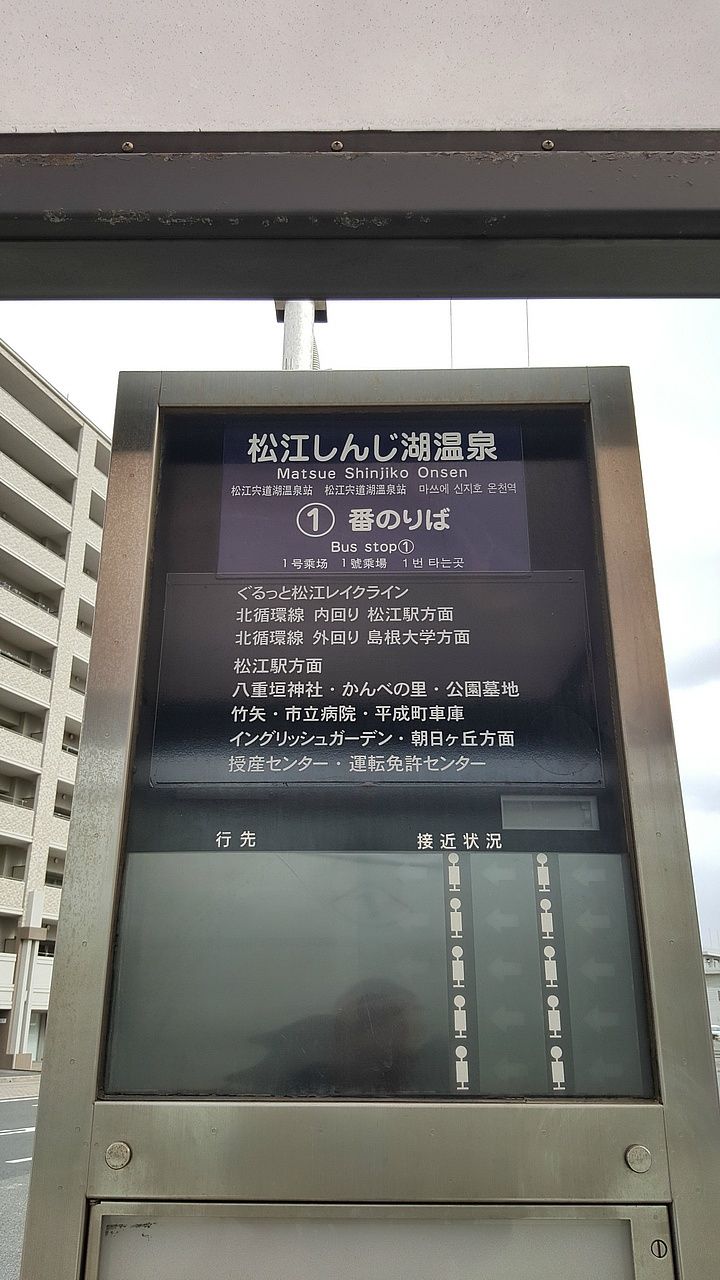 松江しんじ湖温泉
Matsue Shinjiko Onsen
松江宍道湖温泉站 松江宍道湖溫泉站 마쓰에 신지호 온천역
① 番のりば
Bus stop①
1号乘场 1號乘場 1번 타는곳
ぐるっと松江レイクライン
北循環線 内回り 松江駅方面
北循環線 外回り 島根大学方面
松江駅方面
八重垣神社・かんべの里・公園墓地
竹矢・市立病院・平成町車庫
イングリッシュガーデン・朝日ヶ丘方面
授産センター・運転免許センター
行先 接近状況